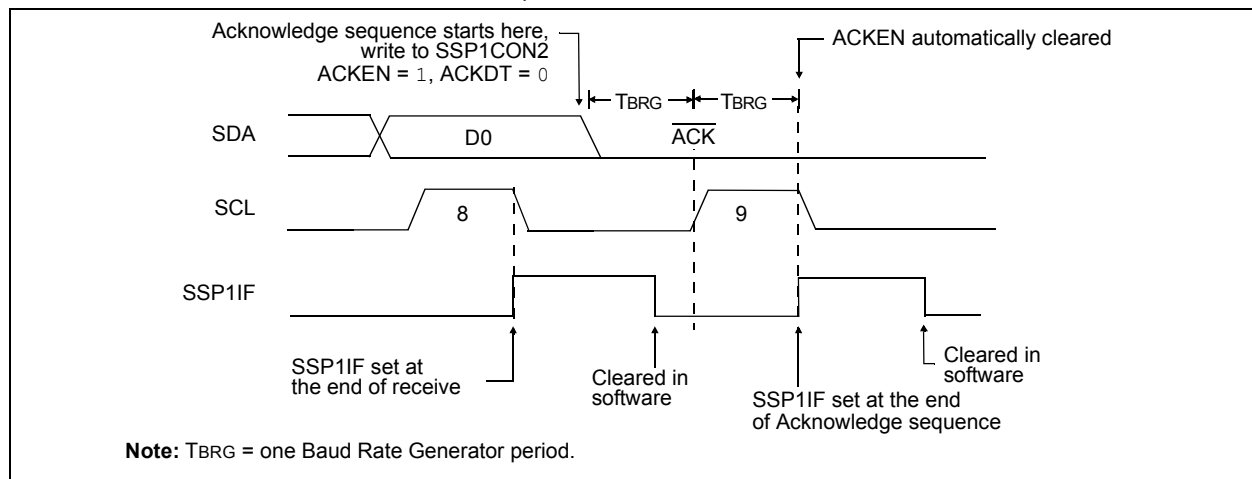 Acknowledge sequence starts here,
write to SSP1CON2
ACKEN = 1, ACKDT = 0
ACKEN automatically cleared
TBRG
TBRG
SDA
D0
ACK
SCL
8
9
SSP1IF
SSP1IF set at
the end of receive
Cleared in
software
SSP1IF set at the end
of Acknowledge sequence
Cleared in
software
Note: TBRG = one Baud Rate Generator period.